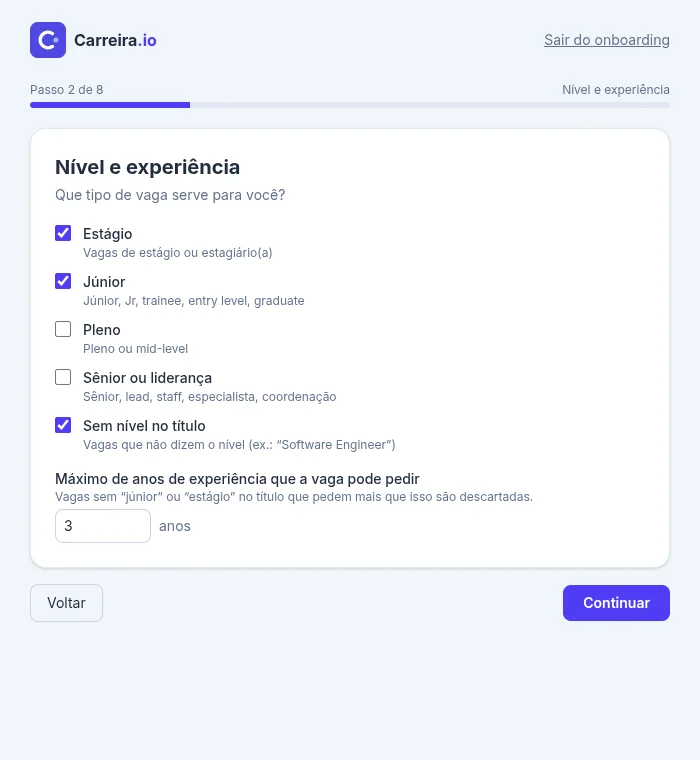 Carreira.io
Sair do onboarding
Passo 2 de 8
Nível e experiência
Nível e experiência
Que tipo de vaga serve para você?
Estágio
Vagas de estágio ou estagiário(a)
Júnior
Júnior, Jr, trainee, entry level, graduate
Pleno
Pleno ou mid-level
Sênior ou liderança
Sênior, lead, staff, especialista, coordenação
Sem nível no título
Vagas que não dizem o nível (ex.: “Software Engineer”)
Máximo de anos de experiência que a vaga pode pedir
Vagas sem “júnior” ou “estágio” no título que pedem mais que isso são descartadas.
3 anos
Voltar
Continuar